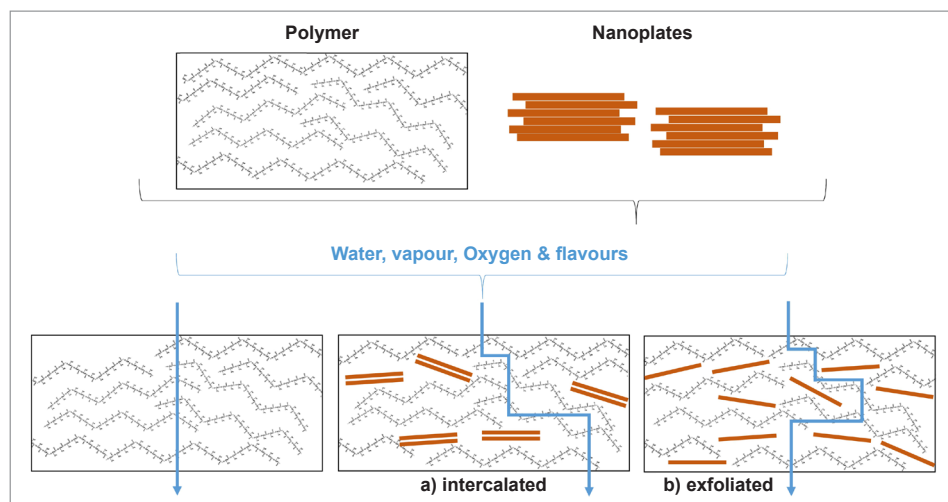 Polymer
Nanoplates
Water, vapour, Oxygen & flavours
a) intercalated
b) exfoliated